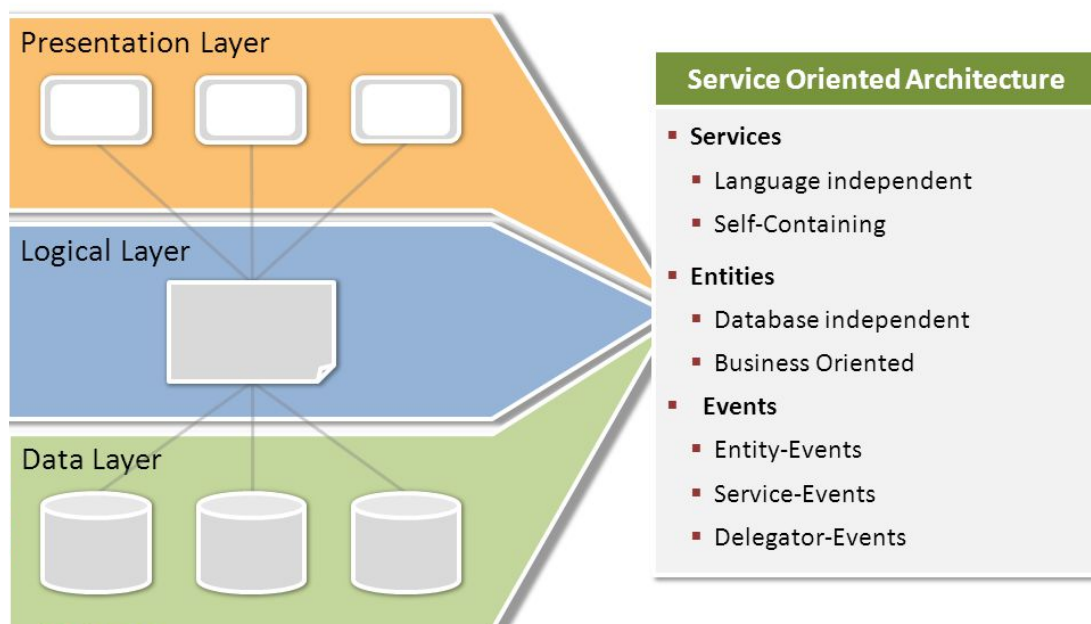 Presentation Layer
Logical Layer
Data Layer
Service Oriented Architecture
Services
Language independent
Self-Containing
Entities
Database independent
Business Oriented
Events
Entity-Events
Service-Events
Delegator-Events